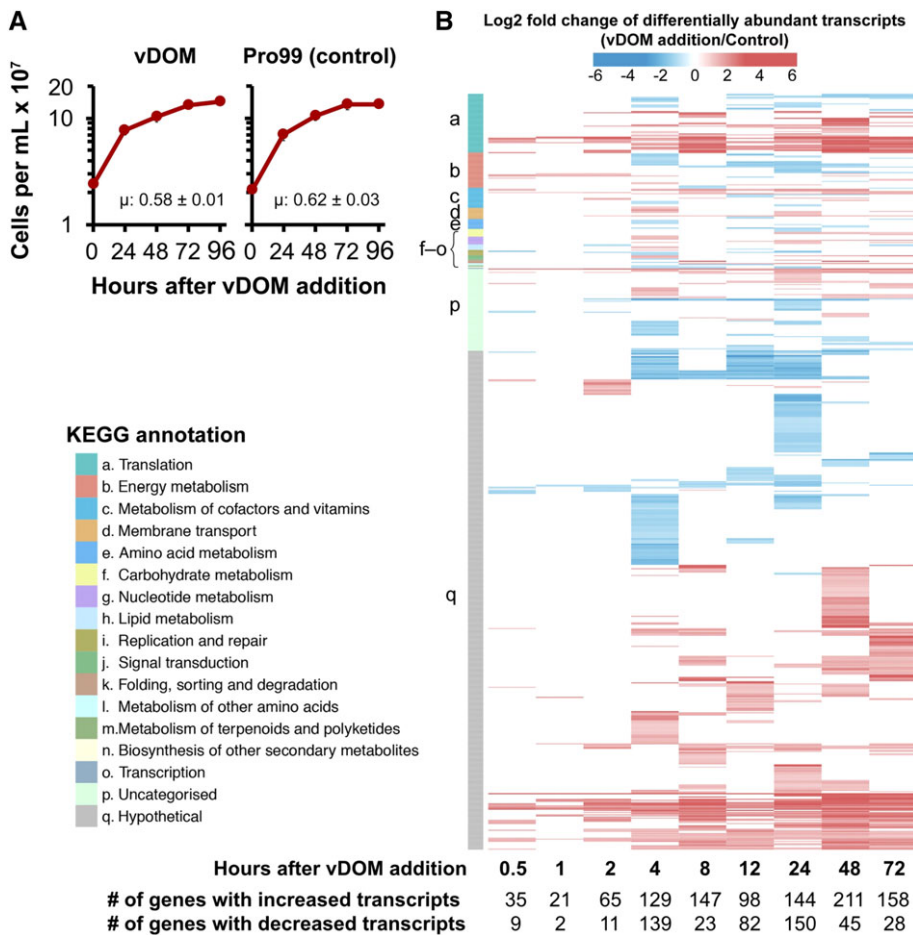 A
vDOM
Pro99 (control)
Cells per mL x 10⁷
20
10
1
µ: 0.58 ± 0.01
µ: 0.62 ± 0.03
0 24 48 72 96
0 24 48 72 96
Hours after vDOM addition
B
Log2 fold change of differentially abundant transcripts
(vDOM addition/Control)
-6 -4 -2 0 2 4 6
a
b
c
d
e
f–o
p
q
KEGG annotation
a. Translation
b. Energy metabolism
c. Metabolism of cofactors and vitamins
d. Membrane transport
e. Amino acid metabolism
f. Carbohydrate metabolism
g. Nucleotide metabolism
h. Lipid metabolism
i. Replication and repair
j. Signal transduction
k. Folding, sorting and degradation
l. Metabolism of other amino acids
m.Metabolism of terpenoids and polyketides
n. Biosynthesis of other secondary metabolites
o. Transcription
p. Uncategorised
q. Hypothetical
Hours after vDOM addition 0.5 1 2 4 8 12 24 48 72
# of genes with increased transcripts 35 21 65 129 147 98 144 211 158
# of genes with decreased transcripts 9 2 11 139 23 82 150 45 28